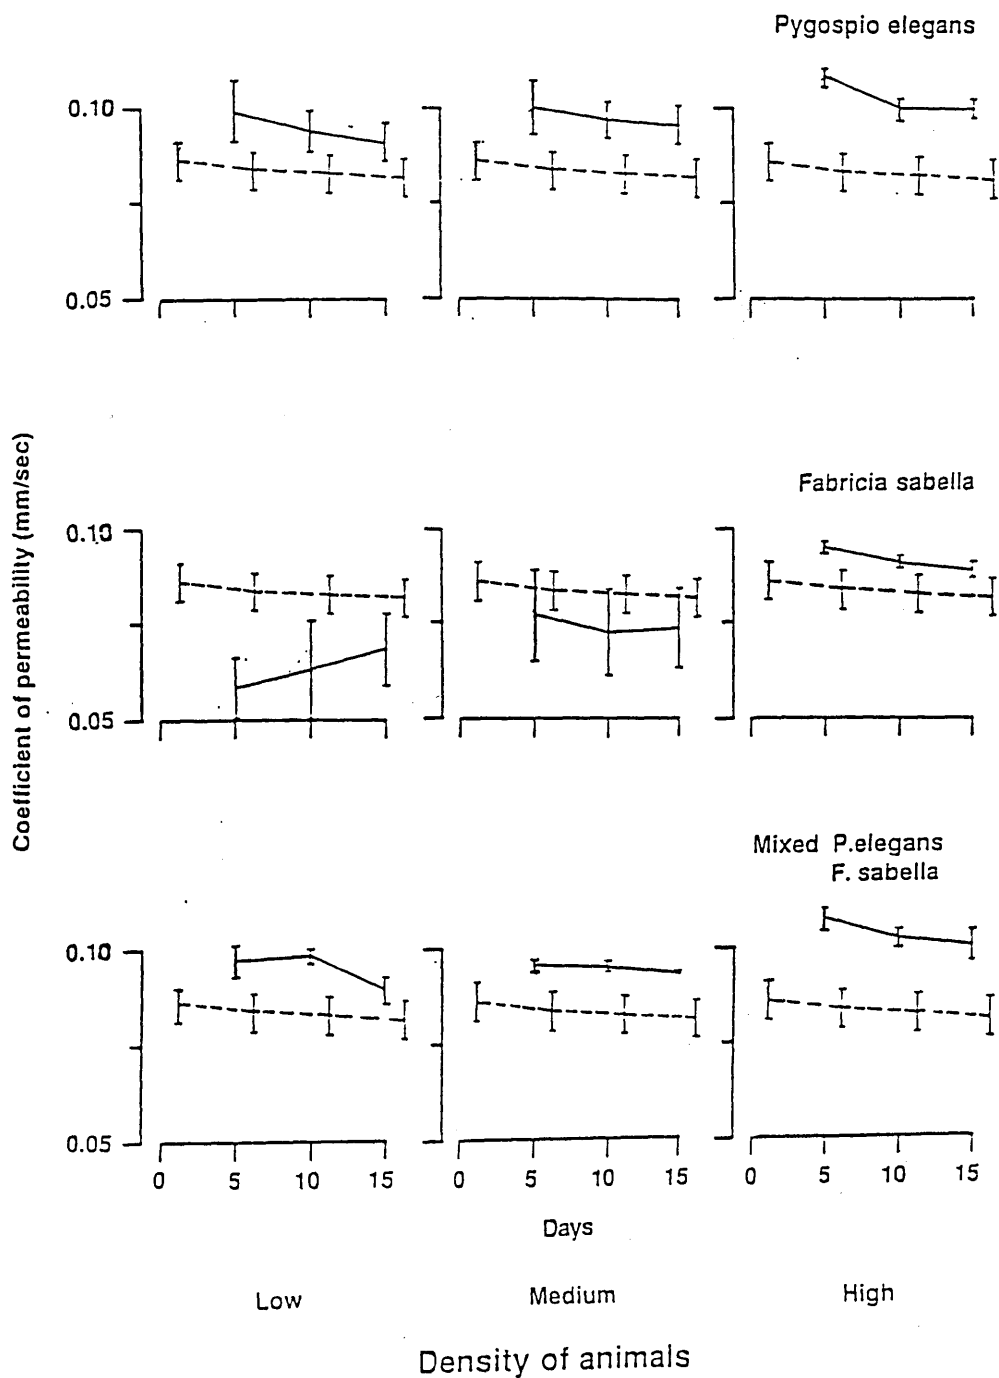 Pygospio elegans
0.10
0.05
Coefficient of permeability (mm/sec)
Fabricia sabella
0.10
0.05
Mixed P.elegans
F. sabella
0.10
0.05
0 5 10 15 0 5 10 15 0 5 10 15
Days
Low Medium High
Density of animals